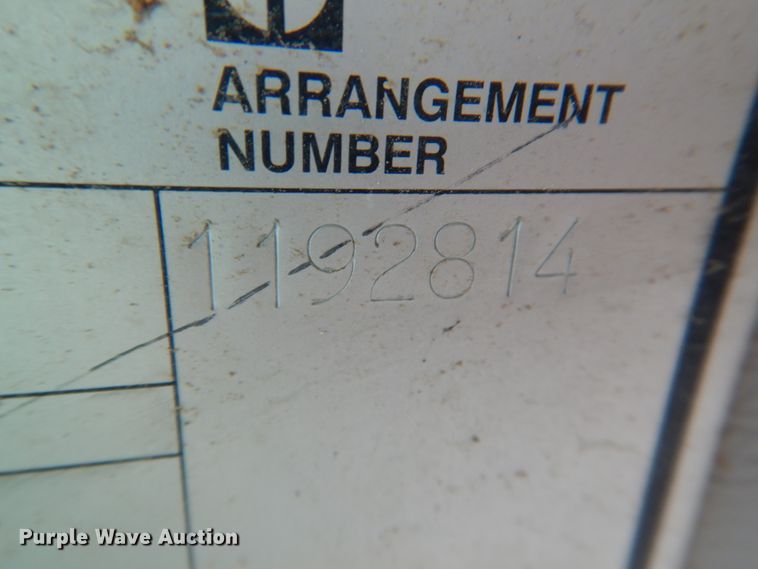 ARRANGEMENT
NUMBER
1192814
Purple Wave Auction